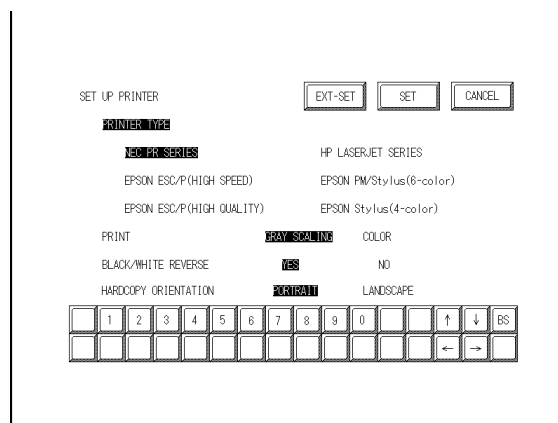 SET UP PRINTER EXT-SET SET CANCEL
PRINTER TYPE
NEC PR SERIES HP LASERJET SERIES
EPSON ESC/P(HIGH SPEED) EPSON PM/Stylus(6-color)
EPSON ESC/P(HIGH QUALITY) EPSON Stylus(4-color)
PRINT GRAY SCALING COLOR
BLACK/WHITE REVERSE YES NO
HARDCOPY ORIENTATION PORTRAIT LANDSCAPE
1 2 3 4 5 6 7 8 9 0 ↑ ↓ BS
← →